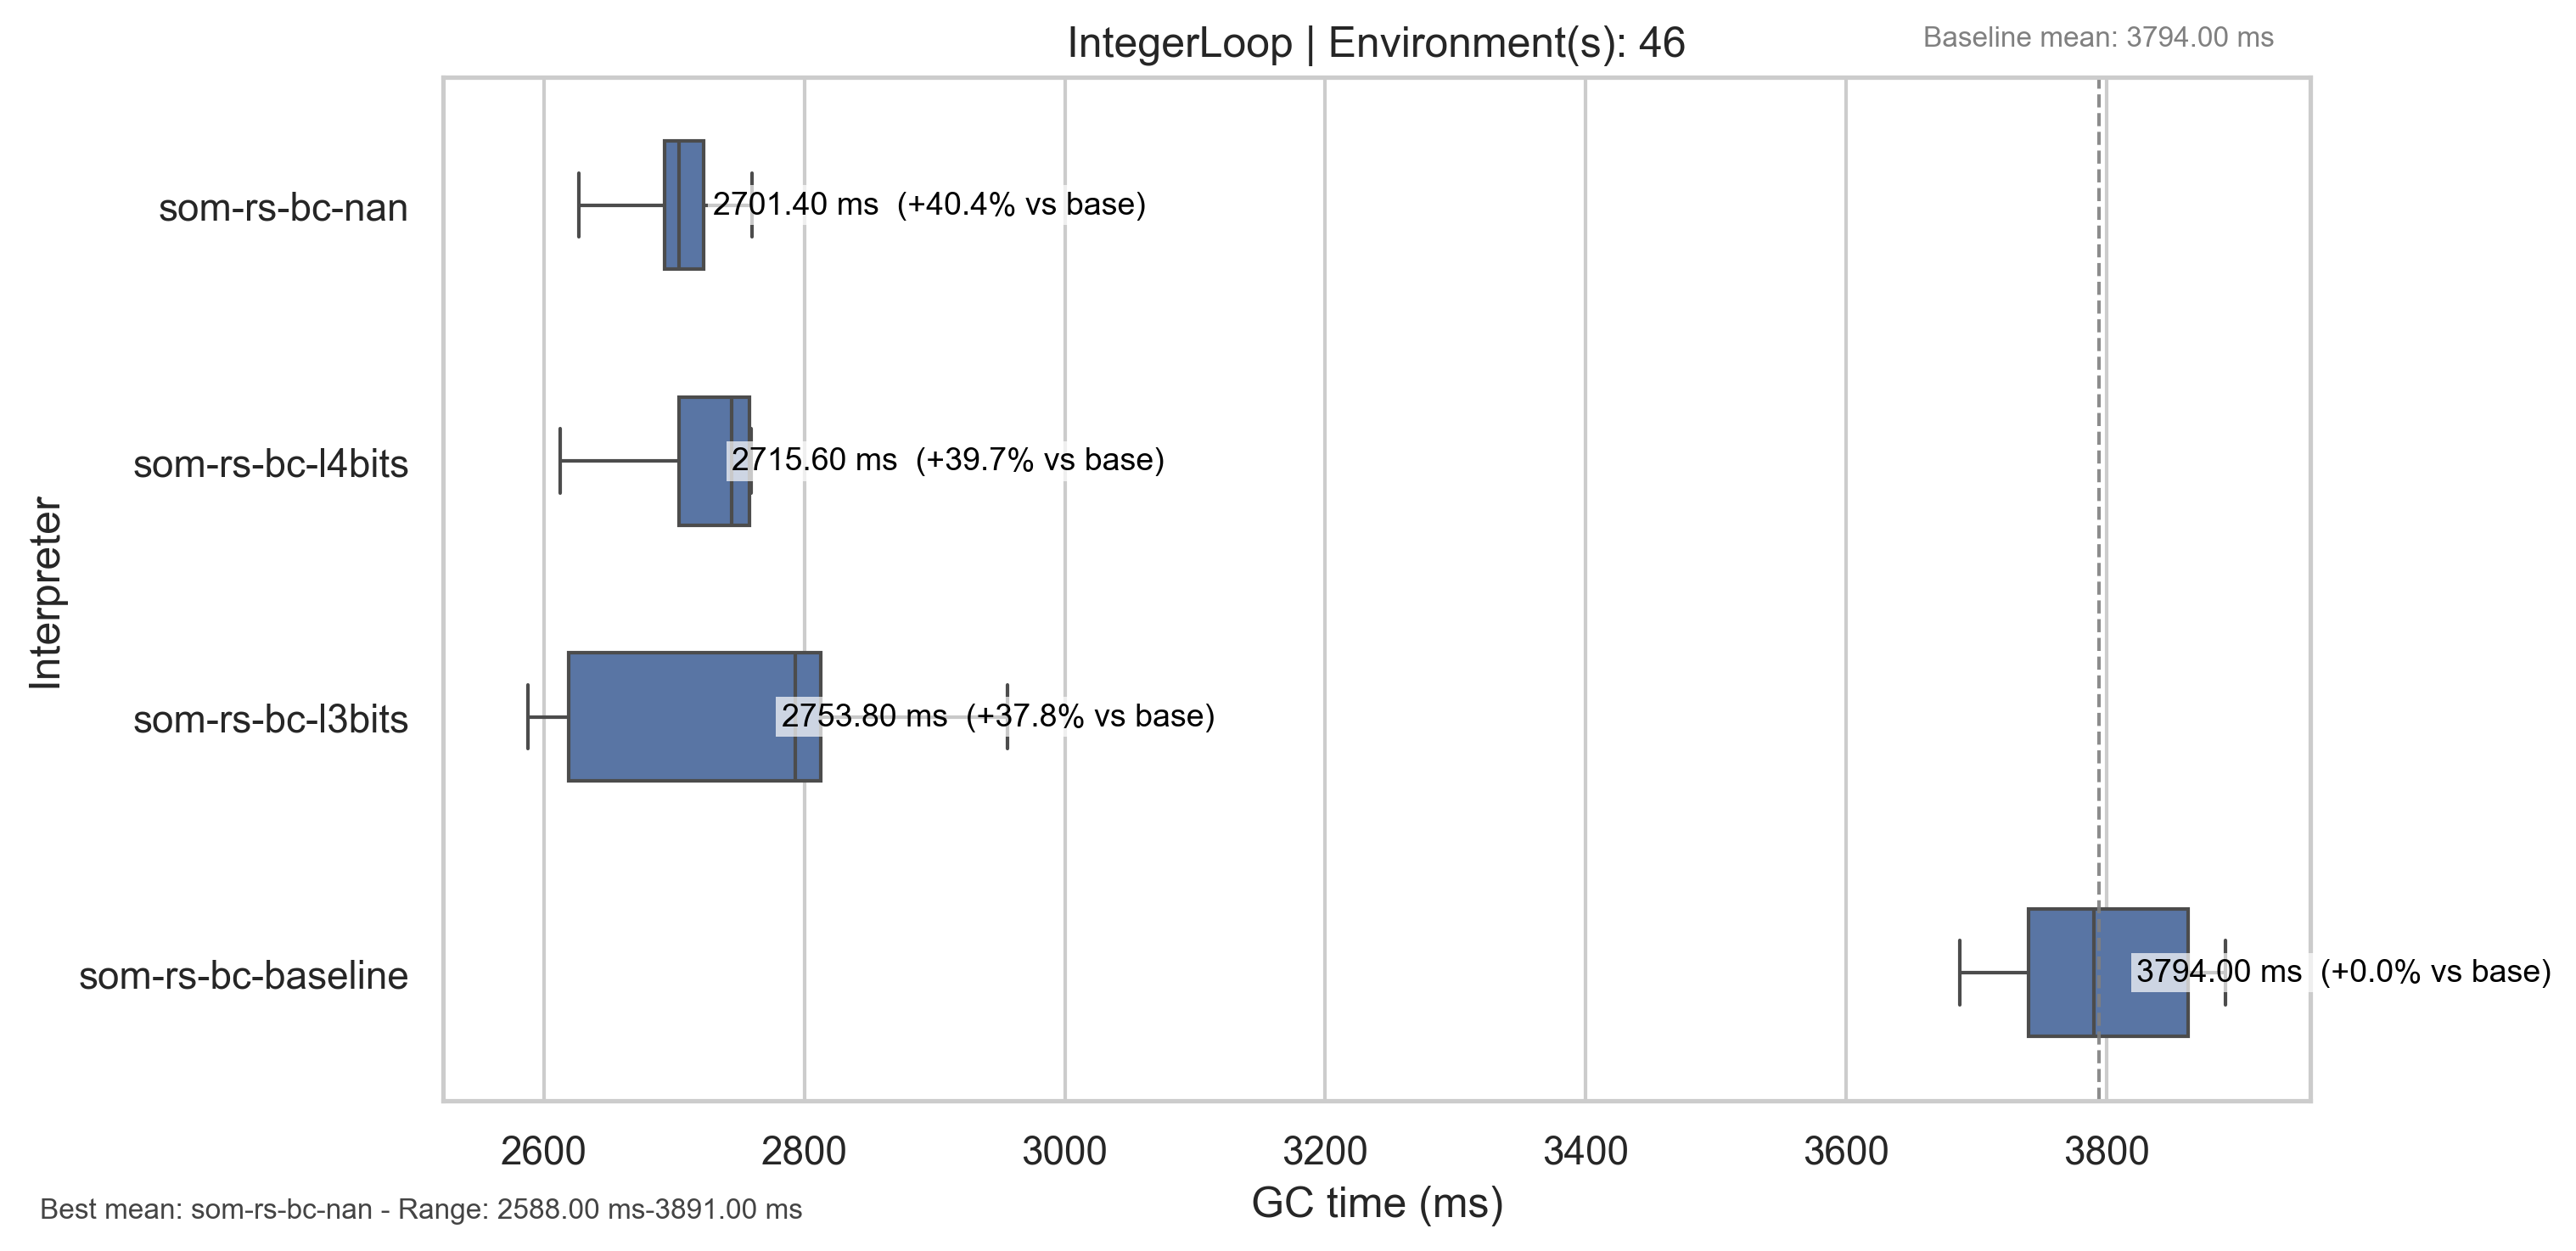 IntegerLoop | Environment(s): 46
Baseline mean: 3794.00 ms
Interpreter
som-rs-bc-nan
2701.40 ms  (+40.4% vs base)
som-rs-bc-l4bits
2715.60 ms  (+39.7% vs base)
som-rs-bc-l3bits
2753.80 ms  (+37.8% vs base)
som-rs-bc-baseline
3794.00 ms  (+0.0% vs base)
2600 2800 3000 3200 3400 3600 3800
GC time (ms)
Best mean: som-rs-bc-nan - Range: 2588.00 ms-3891.00 ms